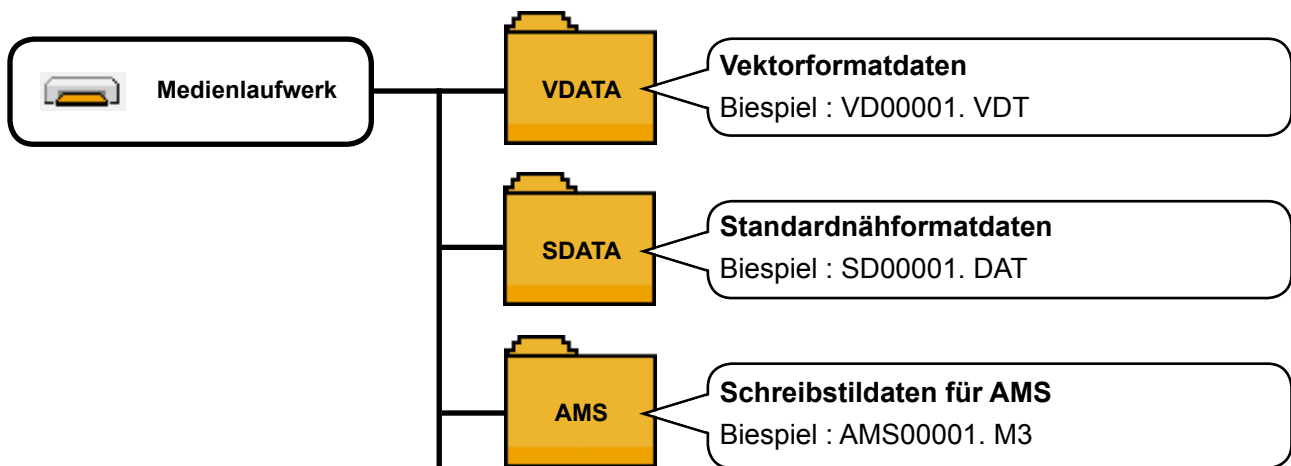 Medienlaufwerk
VDATA
Vektorformatdaten
Biespiel : VD00001. VDT
SDATA
Standardnähformatdaten
Biespiel : SD00001. DAT
AMS
Schreibstildaten für AMS
Biespiel : AMS00001. M3